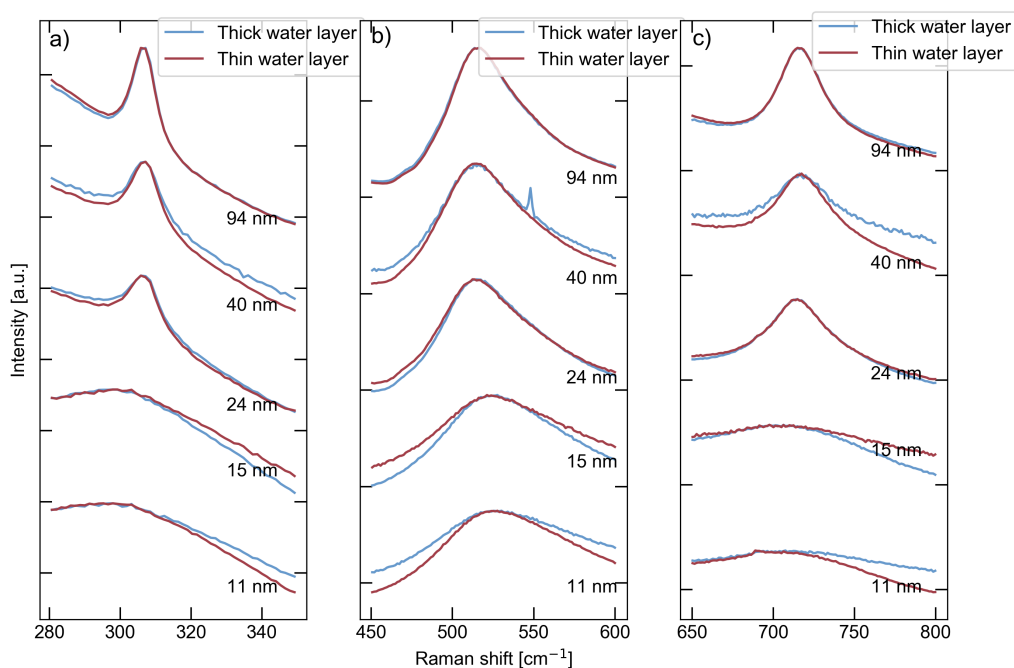 a)
Thick water layer
Thin water layer
94 nm
40 nm
24 nm
15 nm
11 nm
280
300
320
340
b)
Thick water layer
Thin water layer
94 nm
40 nm
24 nm
15 nm
11 nm
450
500
550
600
c)
Thick water layer
Thin water layer
94 nm
40 nm
24 nm
15 nm
11 nm
650
700
750
800
Intensity [a.u.]
Raman shift [cm⁻¹]